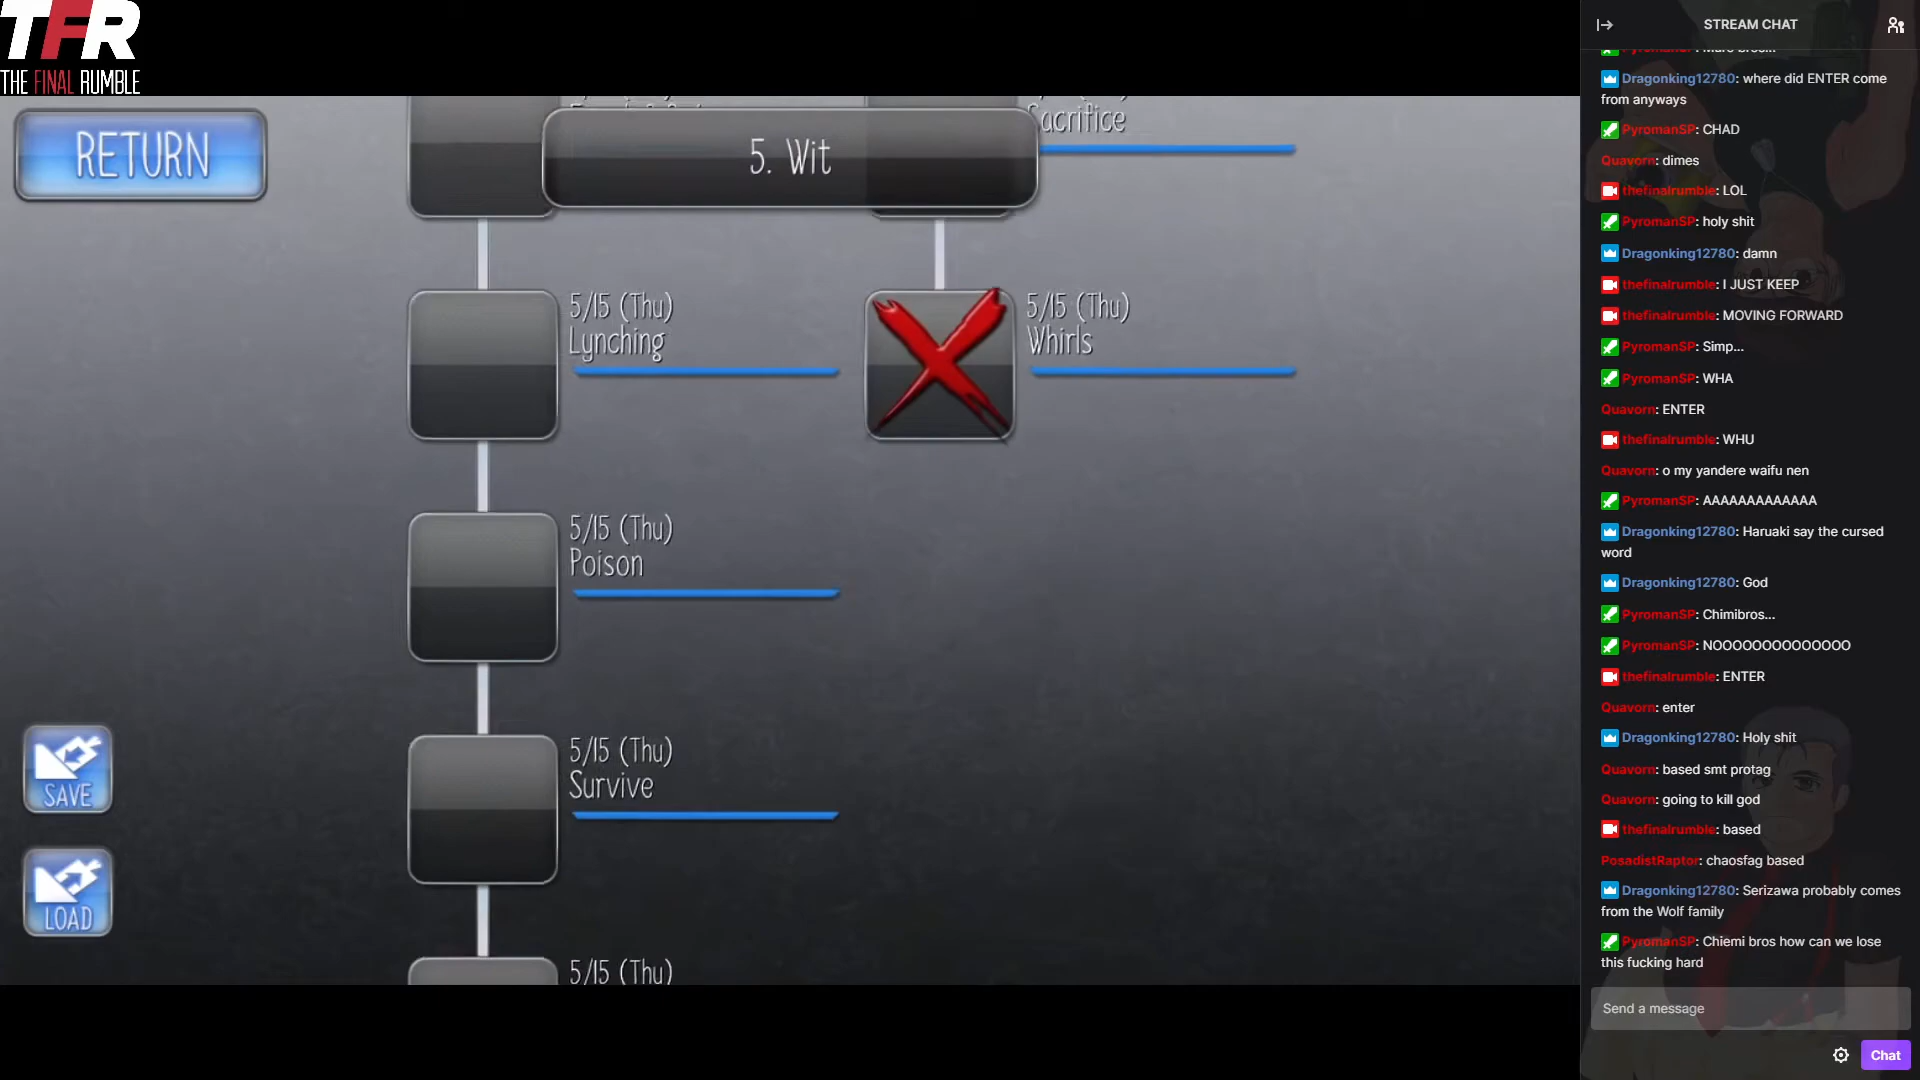 TFR
THE FINAL RUMBLE
RETURN
5. Wit
Sacrifice
5/15 (Thu)
Lynching
5/15 (Thu)
Whirls
5/15 (Thu)
Poison
5/15 (Thu)
Survive
5/15 (Thu)
SAVE
LOAD
STREAM CHAT
Dragonking12780: where did ENTER come
from anyways
PyromanSP: CHAD
Quavorn: dimes
thefinalrumble: LOL
PyromanSP: holy shit
Dragonking12780: damn
thefinalrumble: I JUST KEEP
thefinalrumble: MOVING FORWARD
PyromanSP: Simp...
PyromanSP: WHA
Quavorn: ENTER
thefinalrumble: WHU
Quavorn: o my yandere waifu nen
PyromanSP: AAAAAAAAAAAAA
Dragonking12780: Haruaki say the cursed
word
Dragonking12780: God
PyromanSP: Chimibros...
PyromanSP: NOOOOOOOOOOOOOO
thefinalrumble: ENTER
Quavorn: enter
Dragonking12780: Holy shit
Quavorn: based smt protag
Quavorn: going to kill god
thefinalrumble: based
PosadistRaptor: chaosfag based
Dragonking12780: Serizawa probably comes
from the Wolf family
PyromanSP: Chiemi bros how can we lose
this fucking hard
Send a message
Chat